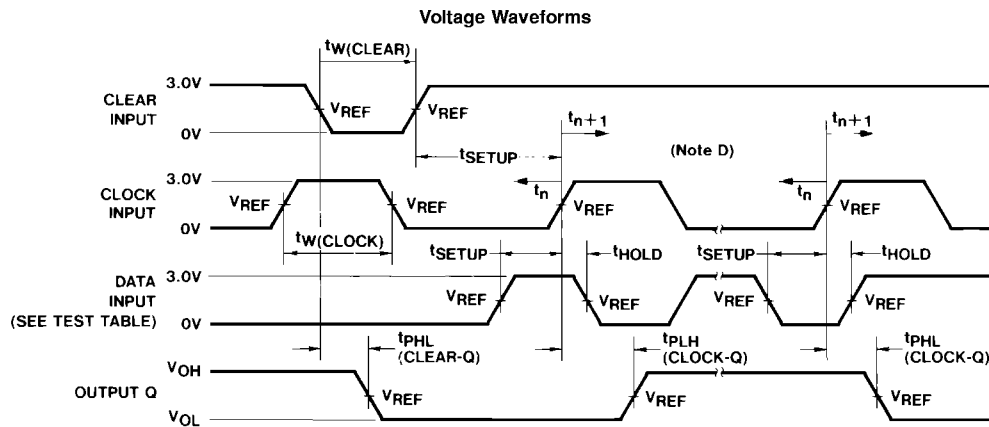 Voltage Waveforms
tW(CLEAR)
3.0V
CLEAR
INPUT
VREF
VREF
0V
tn+1
tn+1
tSETUP
(Note D)
3.0V
CLOCK
INPUT
tn
tn
VREF
VREF
VREF
VREF
0V
tW(CLOCK)
tSETUP
tHOLD
tSETUP
tHOLD
3.0V
DATA
INPUT
(SEE TEST TABLE)
VREF
VREF
VREF
VREF
0V
tPHL
(CLEAR-Q)
tPLH
(CLOCK-Q)
tPHL
(CLOCK-Q)
VOH
OUTPUT Q
VREF
VREF
VREF
VOL